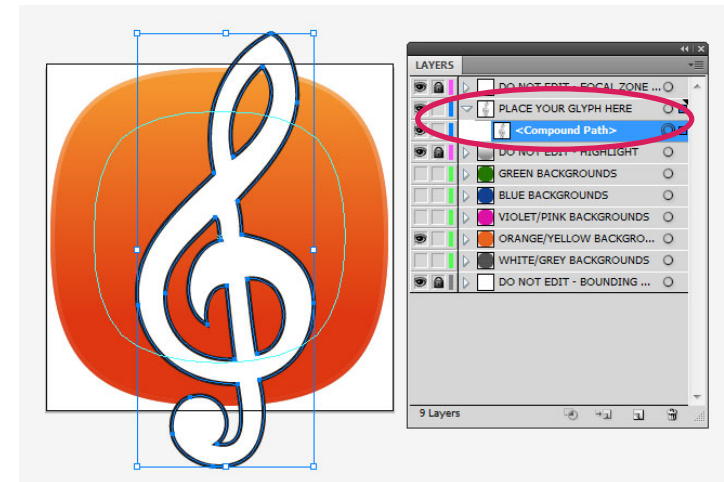 LAYERS
DO NOT EDIT - FOCAL ZONE ...
PLACE YOUR GLYPH HERE
<Compound Path>
DO NOT EDIT - HIGHLIGHT
GREEN BACKGROUNDS
BLUE BACKGROUNDS
VIOLET/PINK BACKGROUNDS
ORANGE/YELLOW BACKGRO...
WHITE/GREY BACKGROUNDS
DO NOT EDIT - BOUNDING ...
9 Layers